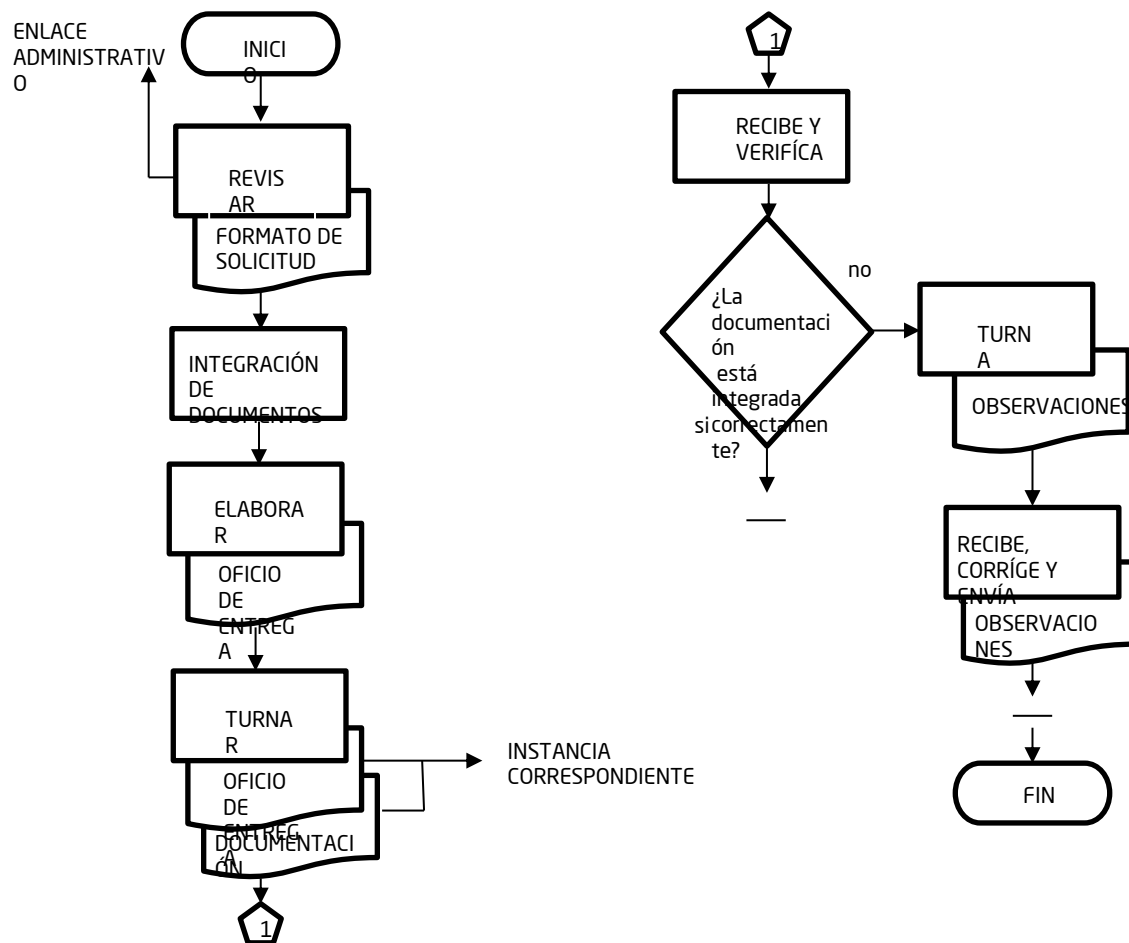 ENLACE
ADMINISTRATIV
O
INICI
O
REVIS
AR
FORMATO DE
SOLICITUD
INTEGRACIÓN
DE
DOCUMENTOS
ELABORA
R
OFICIO
DE
ENTREG
A
TURNA
R
OFICIO
DE
ENTREG
A
DOCUMENTACI
ÓN
INSTANCIA
CORRESPONDIENTE
1
1
RECIBE Y
VERIFÍCA
¿La
documentaci
ón
está
integrada
correctamen
te?
si
no
TURN
A
OBSERVACIONES
RECIBE,
CORRÍGE Y
ENVÍA
OBSERVACIO
NES
FIN